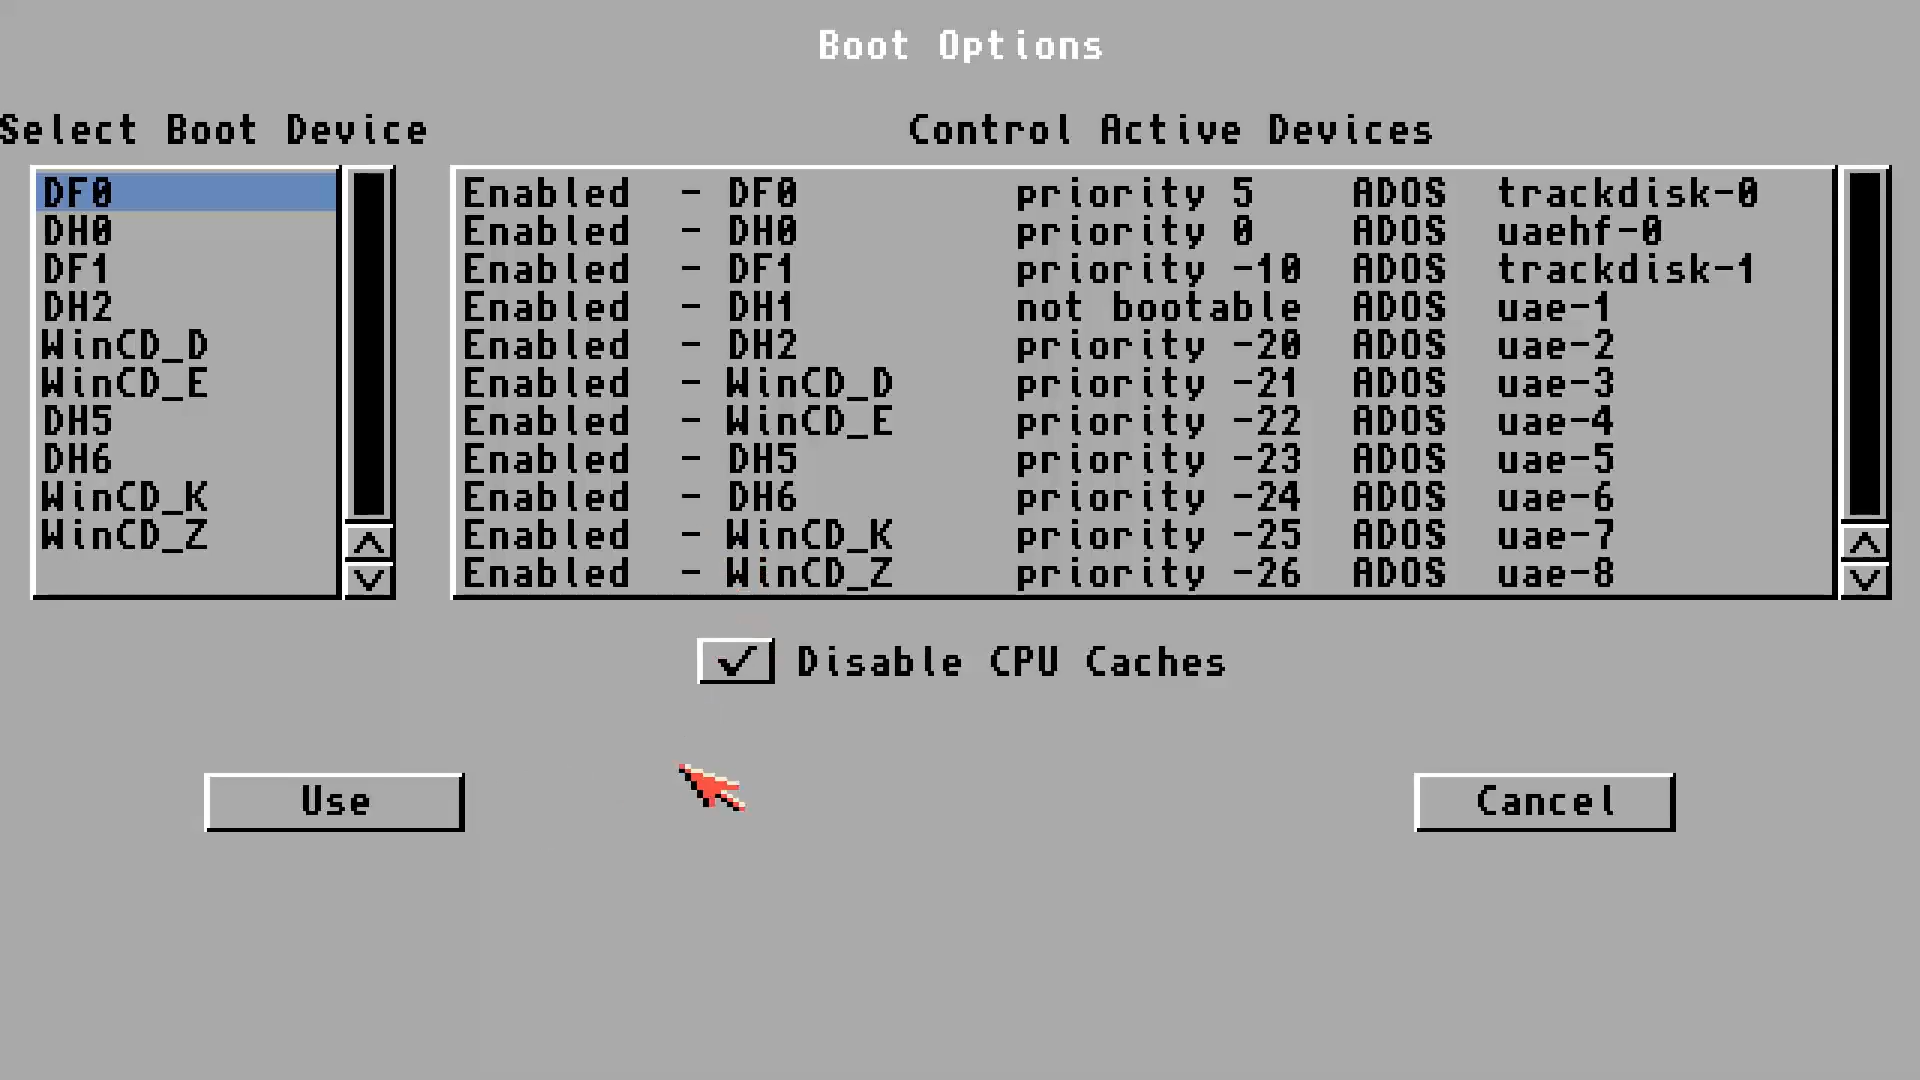 Boot Options
Select Boot Device
Control Active Devices
DF0
DH0
DF1
DH2
WinCD_D
WinCD_E
DH5
DH6
WinCD_K
WinCD_Z
Enabled - DF0 priority 5 ADOS trackdisk-0
Enabled - DH0 priority 0 ADOS uaehf-0
Enabled - DF1 priority -10 ADOS trackdisk-1
Enabled - DH1 not bootable ADOS uae-1
Enabled - DH2 priority -20 ADOS uae-2
Enabled - WinCD_D priority -21 ADOS uae-3
Enabled - WinCD_E priority -22 ADOS uae-4
Enabled - DH5 priority -23 ADOS uae-5
Enabled - DH6 priority -24 ADOS uae-6
Enabled - WinCD_K priority -25 ADOS uae-7
Enabled - WinCD_Z priority -26 ADOS uae-8
Disable CPU Caches
Use
Cancel